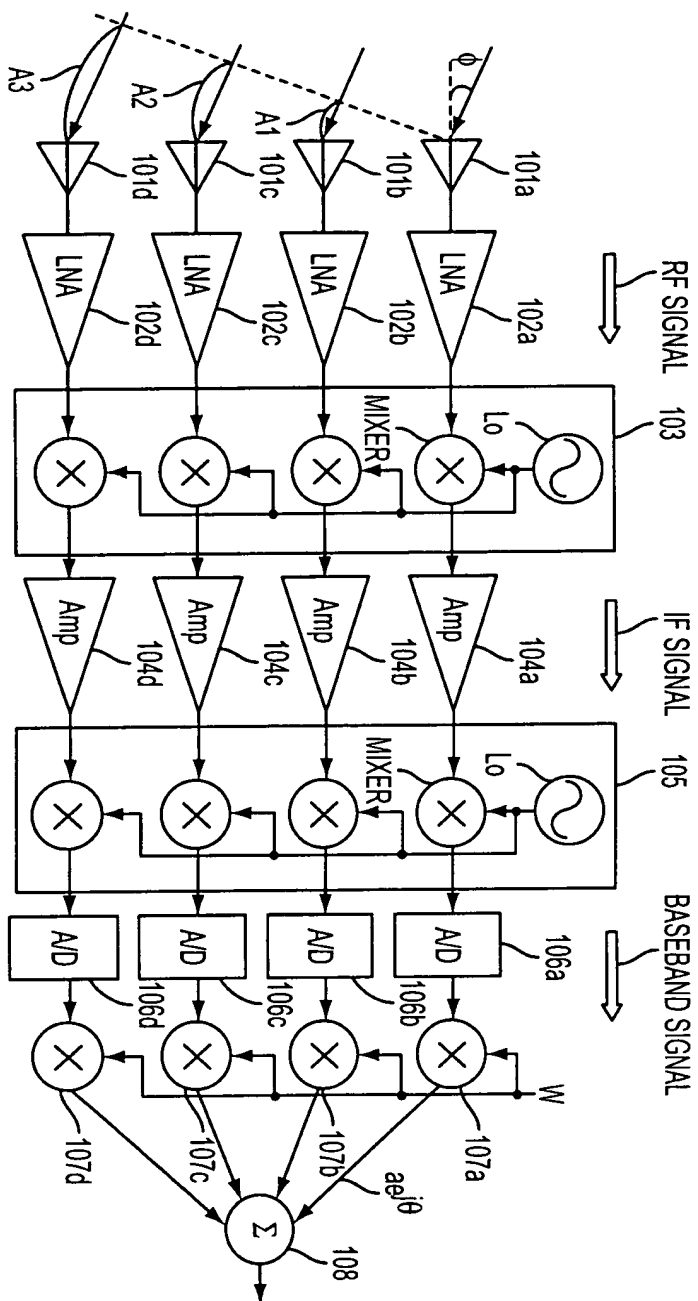 RF SIGNAL
IF SIGNAL
BASEBAND SIGNAL
103
105
Lo
Lo
W
ϕ
101a
102a
LNA
MIXER
104a
Amp
MIXER
106a
A/D
107a
ae^jθ
A1
101b
LNA
102b
Amp
104b
A/D
106b
107b
Σ
108
A2
101c
LNA
102c
Amp
104c
A/D
106c
107c
A3
101d
LNA
102d
Amp
104d
A/D
106d
107d